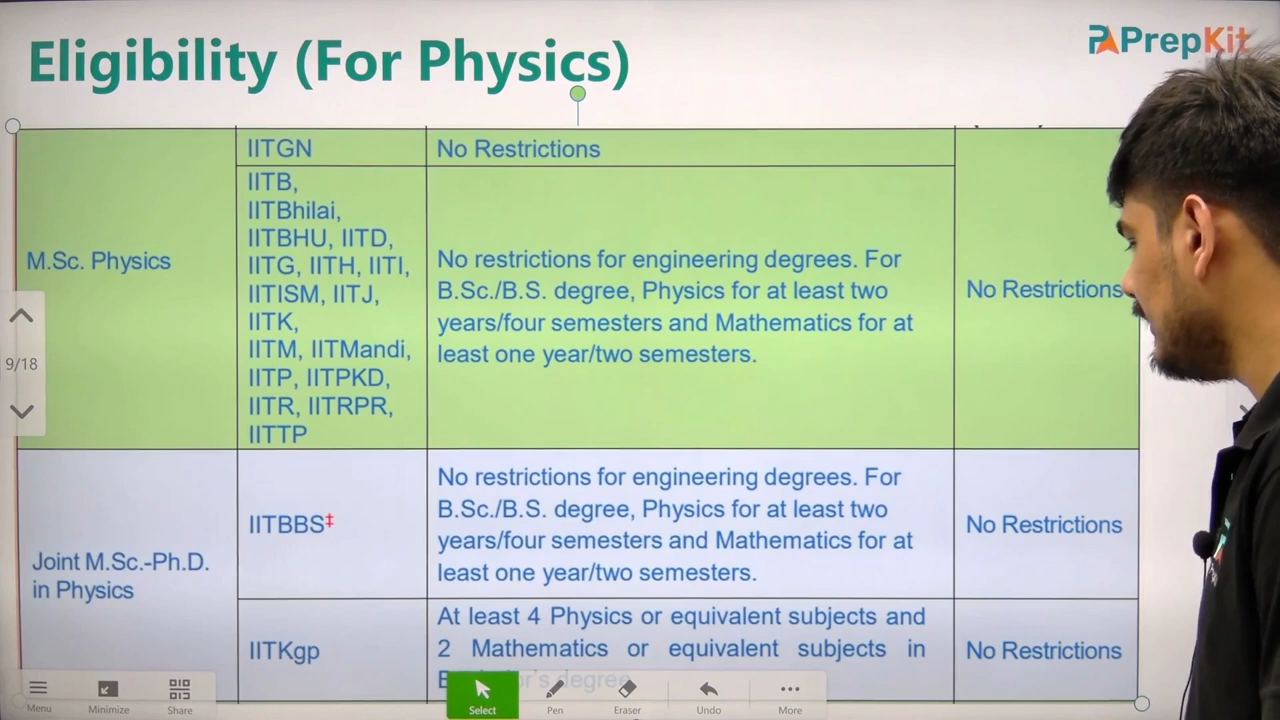 Eligibility (For Physics)
PrepKit
M.Sc. Physics
IITGN
No Restrictions
IITB,
IITBhilai,
IITBHU, IITD,
IITG, IITH, IITI,
IITISM, IITJ,
IITK,
IITM, IITMandi,
IITP, IITPKD,
IITR, IITRPR,
IITTP
No restrictions for engineering degrees. For
B.Sc./B.S. degree, Physics for at least two
years/four semesters and Mathematics for at
least one year/two semesters.
No Restrictions
Joint M.Sc.-Ph.D.
in Physics
IITBBS‡
No restrictions for engineering degrees. For
B.Sc./B.S. degree, Physics for at least two
years/four semesters and Mathematics for at
least one year/two semesters.
No Restrictions
IITKgp
At least 4 Physics or equivalent subjects and
2 Mathematics or equivalent subjects in
degree
No Restrictions
9/18
Menu
Minimize
Share
Select
Pen
Eraser
Undo
More